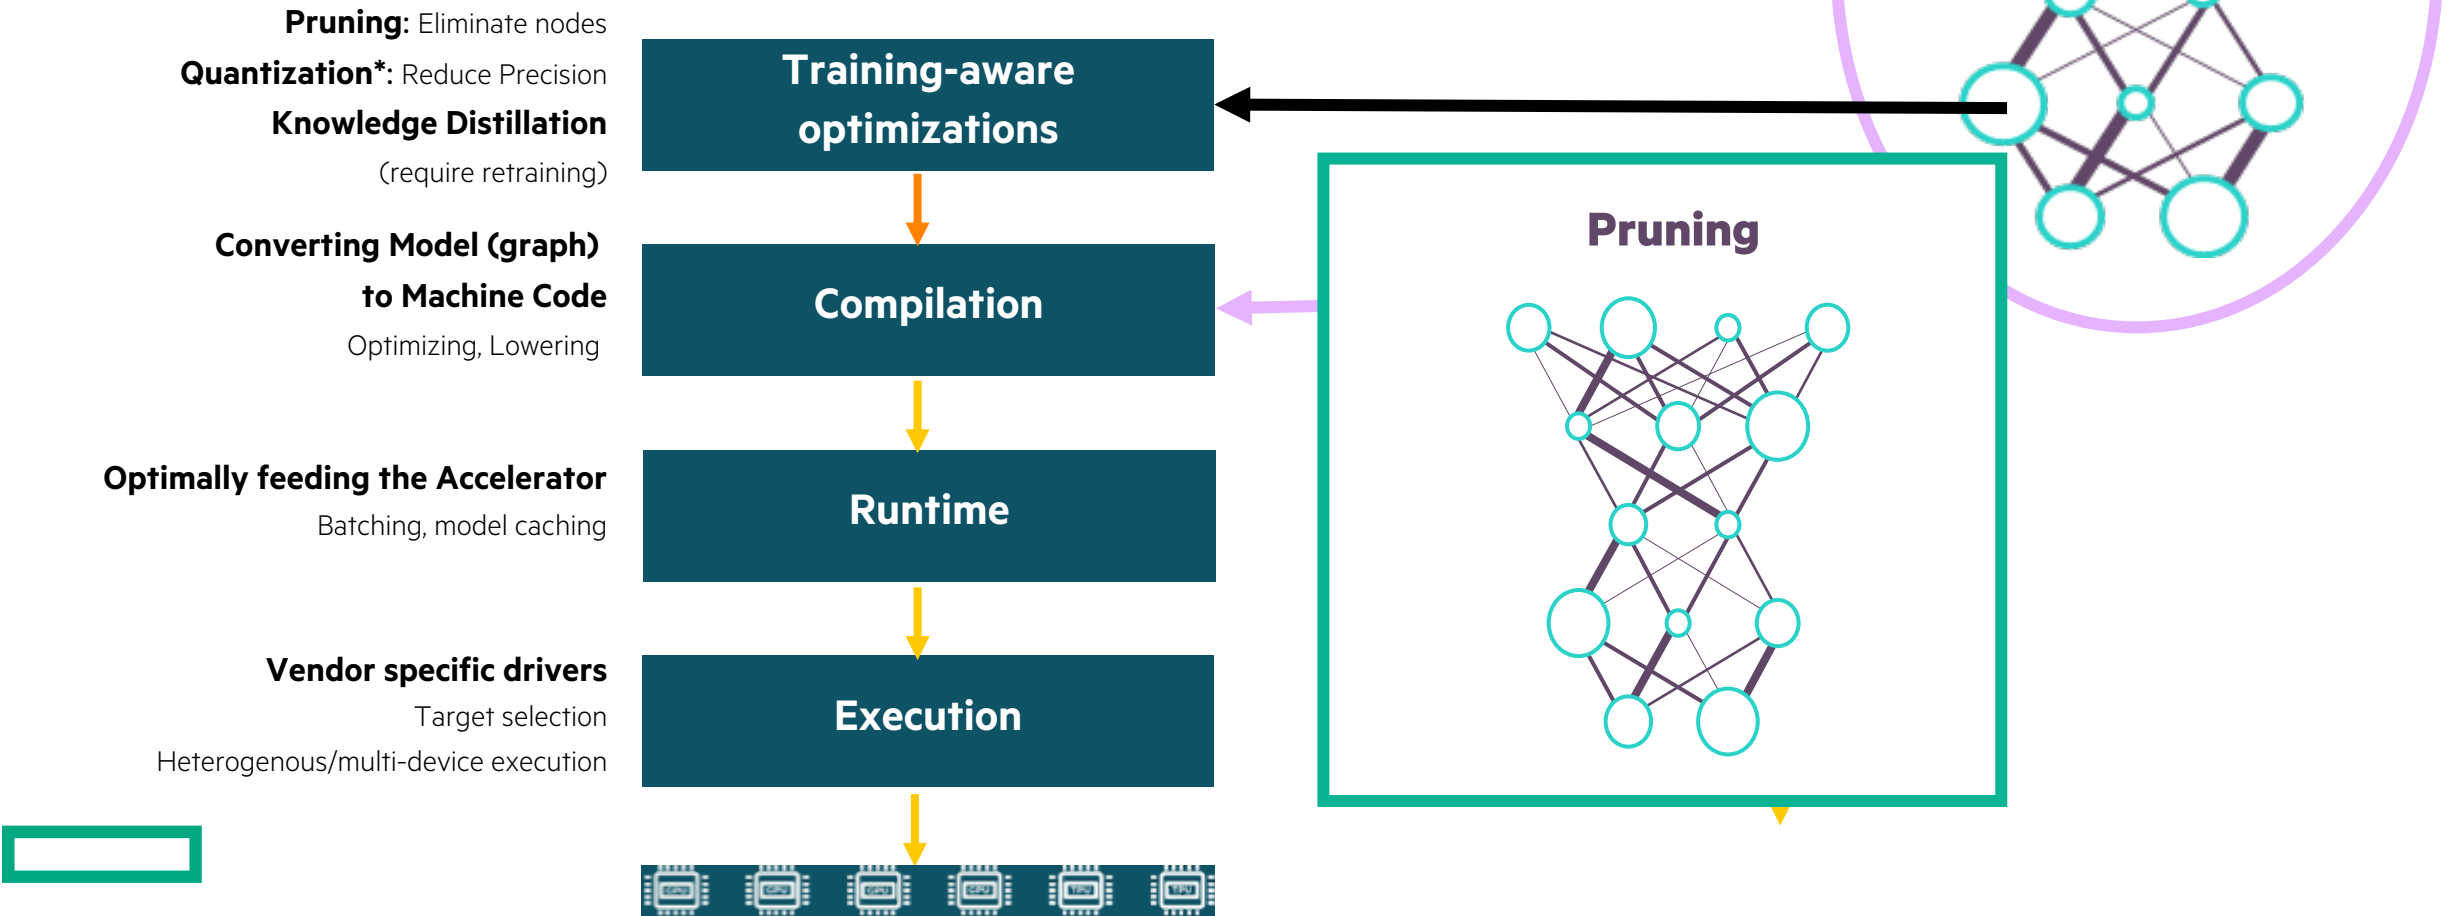 Pruning: Eliminate nodes
Quantization*: Reduce Precision
Knowledge Distillation
(require retraining)
Training-aware
optimizations
Converting Model (graph)
to Machine Code
Optimizing, Lowering
Compilation
Optimally feeding the Accelerator
Batching, model caching
Runtime
Vendor specific drivers
Target selection
Heterogenous/multi-device execution
Execution
Pruning
TPU TPU